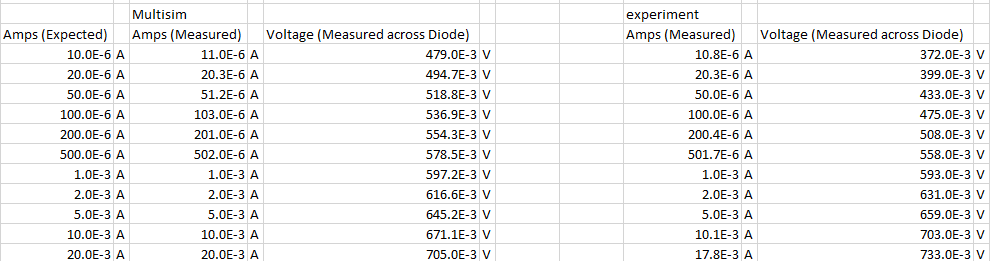 Multisim experiment
Amps (Expected) Amps (Measured) Voltage (Measured across Diode) Amps (Measured) Voltage (Measured across Diode)
10.0E-6 A 11.0E-6 A 479.0E-3 V 10.8E-6 A 372.0E-3 V
20.0E-6 A 20.3E-6 A 494.7E-3 V 20.3E-6 A 399.0E-3 V
50.0E-6 A 51.2E-6 A 518.8E-3 V 50.0E-6 A 433.0E-3 V
100.0E-6 A 103.0E-6 A 536.9E-3 V 100.0E-6 A 475.0E-3 V
200.0E-6 A 201.0E-6 A 554.3E-3 V 200.4E-6 A 508.0E-3 V
500.0E-6 A 502.0E-6 A 578.5E-3 V 501.7E-6 A 558.0E-3 V
1.0E-3 A 1.0E-3 A 597.2E-3 V 1.0E-3 A 593.0E-3 V
2.0E-3 A 2.0E-3 A 616.6E-3 V 2.0E-3 A 631.0E-3 V
5.0E-3 A 5.0E-3 A 645.2E-3 V 5.0E-3 A 659.0E-3 V
10.0E-3 A 10.0E-3 A 671.1E-3 V 10.1E-3 A 703.0E-3 V
20.0E-3 A 20.0E-3 A 705.0E-3 V 17.8E-3 A 733.0E-3 V